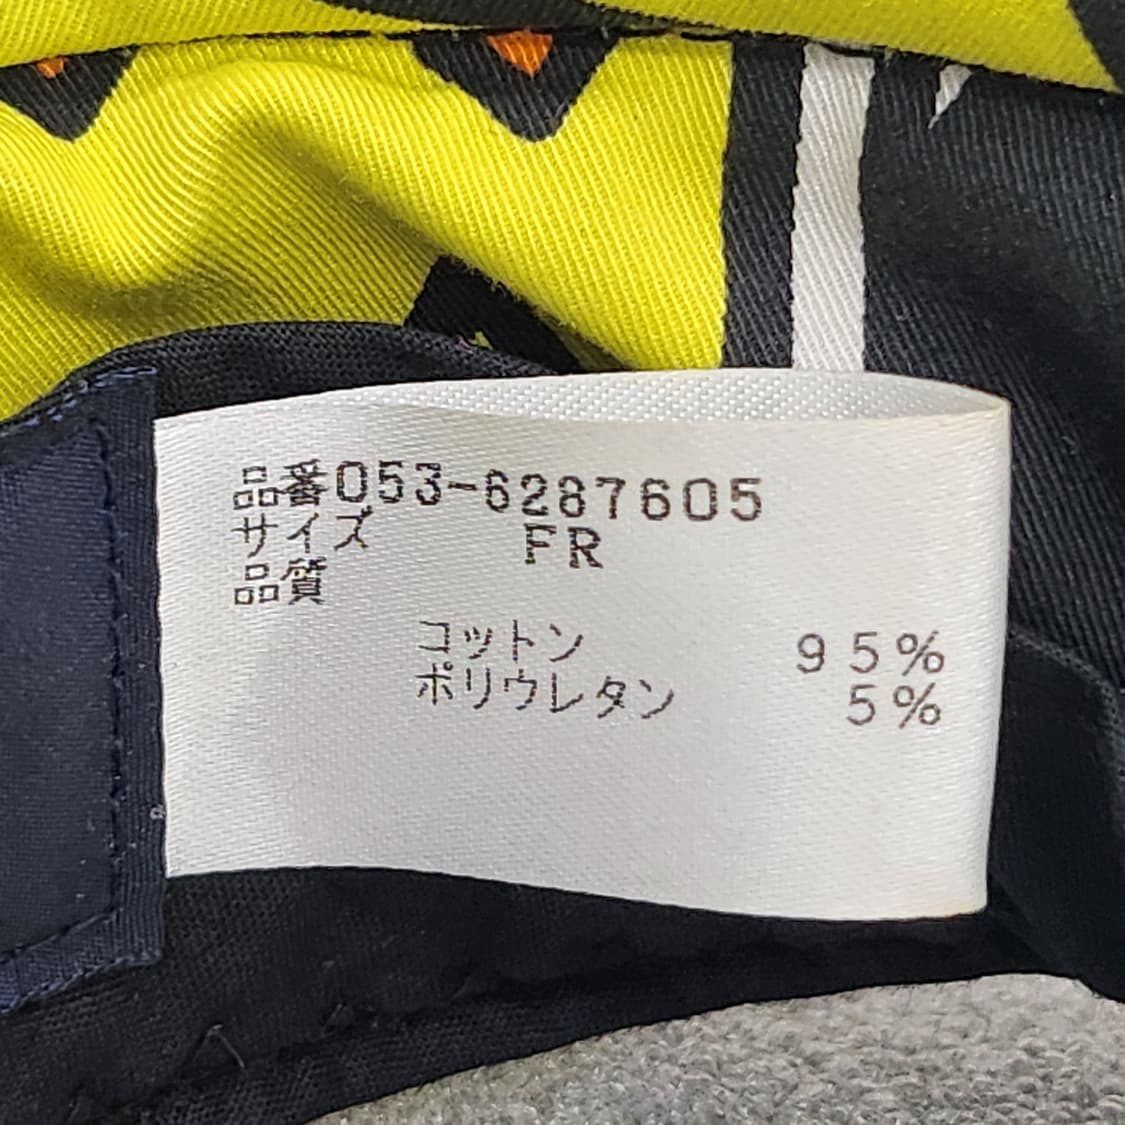 品番053-6287605
サイズ FR
品質
コットン 95%
ポリウレタン 5%